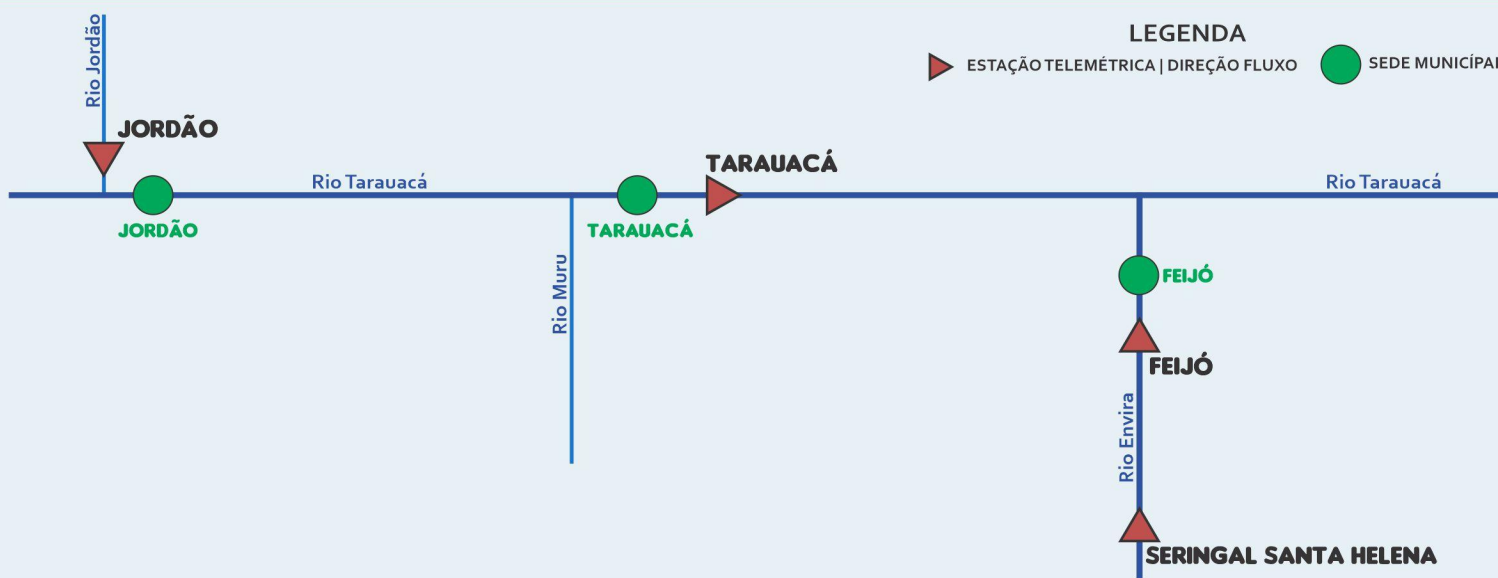 LEGENDA
ESTAÇÃO TELEMÉTRICA | DIREÇÃO FLUXO
SEDE MUNICÍPAL
Rio Jordão
JORDÃO
JORDÃO
Rio Tarauacá
TARAUACÁ
TARAUACÁ
Rio Muru
Rio Tarauacá
FEIJÓ
FEIJÓ
Rio Envira
SERINGAL SANTA HELENA